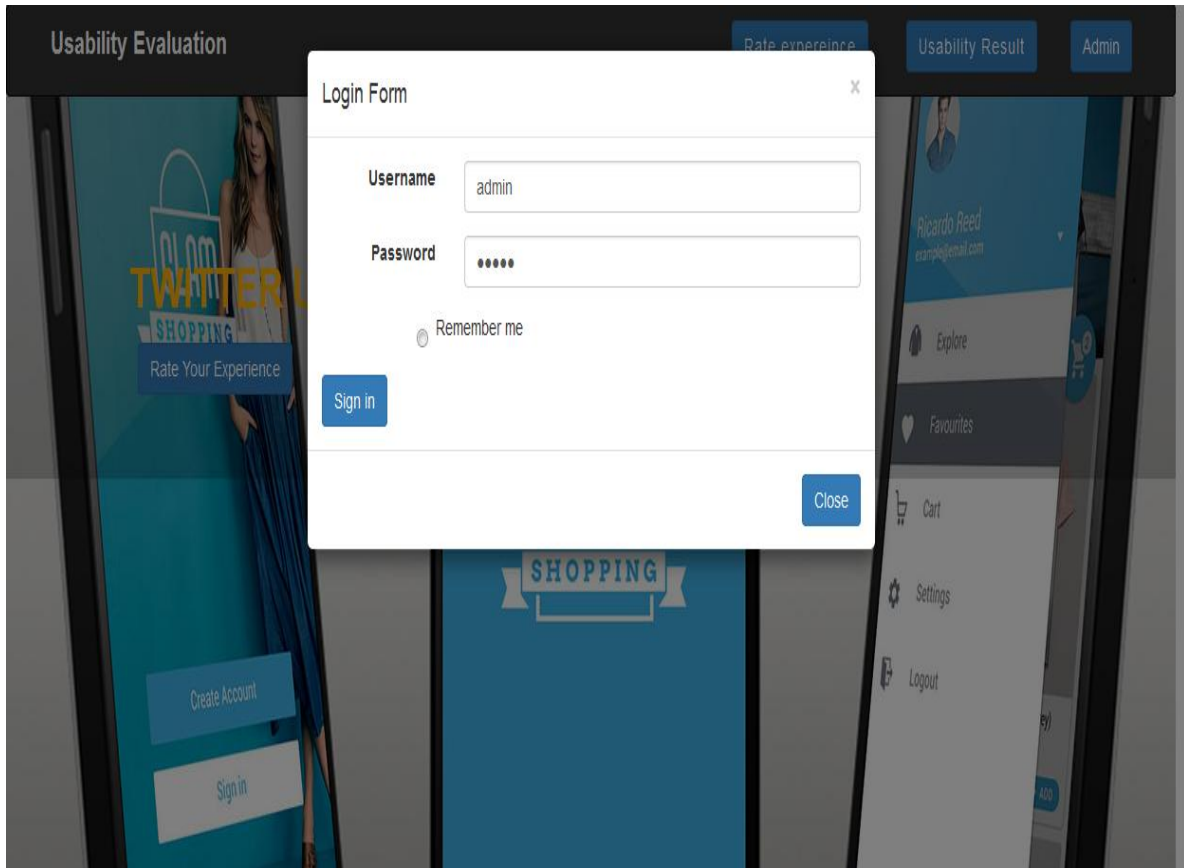 Usability Evaluation
Rate expereince
Usability Result
Admin
Login Form
×
Username
admin
Password
•••••
Remember me
Sign in
Close
GLAM
TWITTER U
SHOPPING
Rate Your Experience
Create Account
Sign in
SHOPPING
Ricardo Reed
example@email.com
Explore
Favourites
Cart
Settings
Logout
ey)
ADD